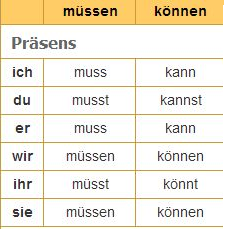 müssen können
Präsens
ich muss kann
du musst kannst
er muss kann
wir müssen können
ihr müsst könnt
sie müssen können